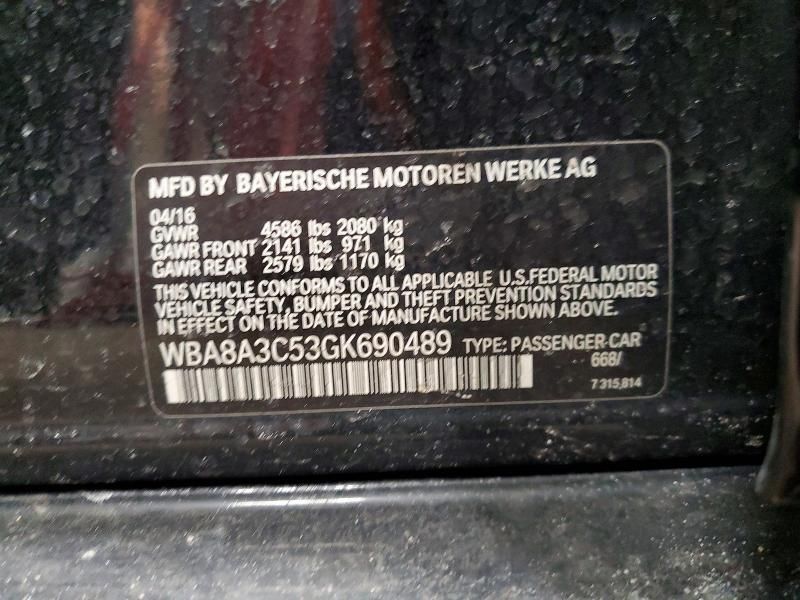 MFD BY BAYERISCHE MOTOREN WERKE AG
04/16
GVWR 4586 lbs 2080 kg
GAWR FRONT 2141 lbs 971 kg
GAWR REAR 2579 lbs 1170 kg
THIS VEHICLE CONFORMS TO ALL APPLICABLE U.S.FEDERAL MOTOR
VEHICLE SAFETY, BUMPER AND THEFT PREVENTION STANDARDS
IN EFFECT ON THE DATE OF MANUFACTURE SHOWN ABOVE.
WBA8A3C53GK690489 TYPE: PASSENGER CAR
668/
7 315,814